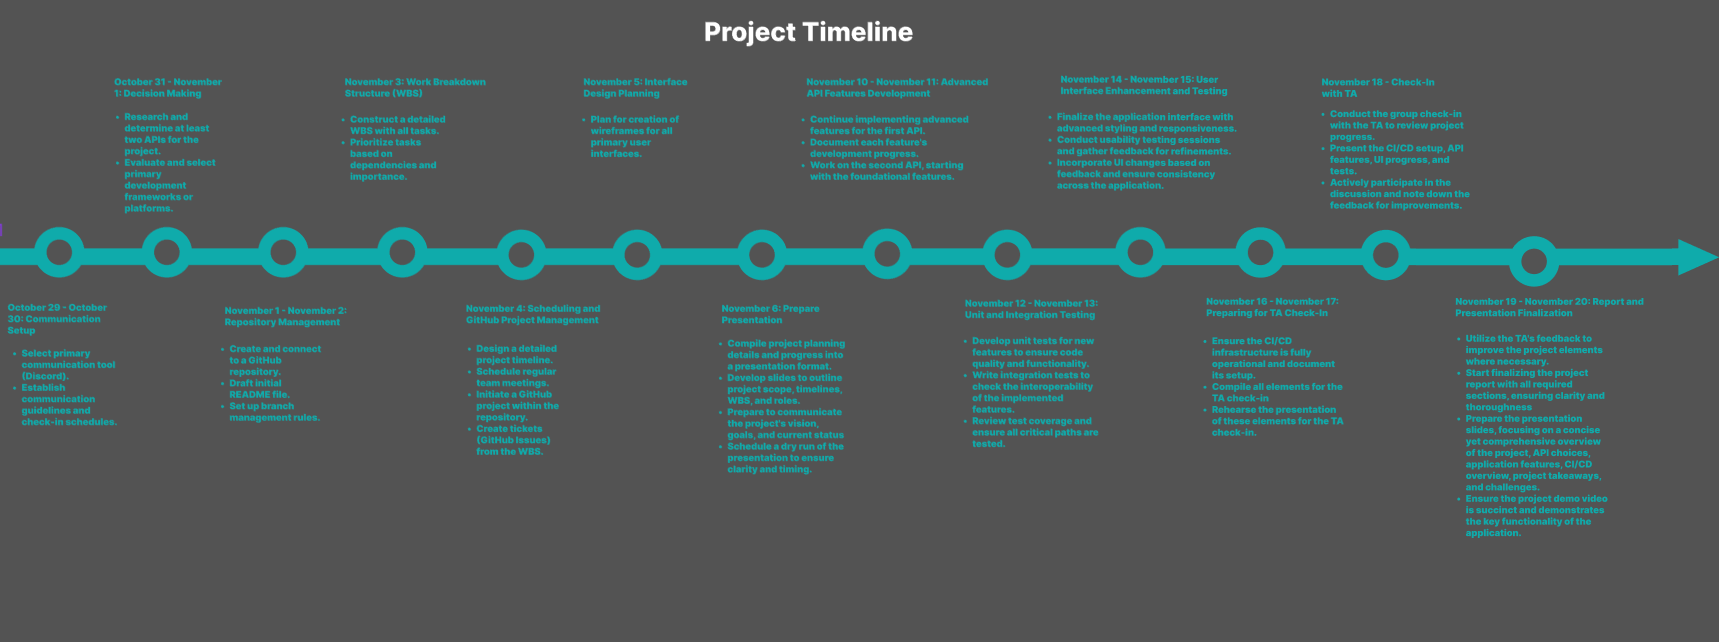 Project Timeline
October 31 - November
1: Decision Making
• Research and
determine at least
two APIs for the
project.
• Evaluate and select
primary
development
frameworks or
platforms.
November 3: Work Breakdown
Structure (WBS)
• Construct a detailed
WBS with all tasks.
• Prioritize tasks
based on
dependencies and
importance.
November 5: Interface
Design Planning
• Plan for creation of
wireframes for all
primary user
interfaces.
November 10 - November 11: Advanced
API Features Development
• Continue implementing advanced
features for the first API.
• Document each feature's
development progress.
• Work on the second API, starting
with the foundational features.
November 14 - November 15: User
Interface Enhancement and Testing
• Finalize the application interface with
advanced styling and responsiveness.
• Conduct usability testing sessions
and gather feedback for refinements.
• Incorporate UI changes based on
feedback and ensure consistency
across the application.
November 18 - Check-In
with TA
• Conduct the group check-in
with the TA to review project
progress.
• Present the CI/CD setup, API
features, UI progress, and
tests.
• Actively participate in the
discussion and note down the
feedback for improvements.
October 29 - October
30: Communication
Setup
• Select primary
communication tool
(Discord).
• Establish
communication
guidelines and
check-in schedules.
November 1 - November 2:
Repository Management
• Create and connect
to a GitHub
repository.
• Draft initial
README file.
• Set up branch
management rules.
November 4: Scheduling and
GitHub Project Management
• Design a detailed
project timeline.
• Schedule regular
team meetings.
• Initiate a GitHub
project within the
repository.
• Create tickets
(GitHub Issues)
from the WBS.
November 6: Prepare
Presentation
• Compile project planning
details and progress into
a presentation format.
• Develop slides to outline
project scope, timelines,
WBS, and roles.
• Prepare to communicate
the project's vision,
goals, and current status
• Schedule a dry run of the
presentation to ensure
clarity and timing.
November 12 - November 13:
Unit and Integration Testing
• Develop unit tests for new
features to ensure code
quality and functionality.
• Write integration tests to
check the interoperability
of the implemented
features.
• Review test coverage and
ensure all critical paths are
tested.
November 16 - November 17:
Preparing for TA Check-In
• Ensure the CI/CD
infrastructure is fully
operational and document
its setup.
• Compile all elements for the
TA check-in
• Rehearse the presentation
of these elements for the TA
check-in.
November 19 - November 20: Report and
Presentation Finalization
• Utilize the TA's feedback to
improve the project elements
where necessary.
• Start finalizing the project
report with all required
sections, ensuring clarity and
thoroughness
• Prepare the presentation
slides, focusing on a concise
yet comprehensive overview
of the project, API choices,
application features, CI/CD
overview, project takeaways,
and challenges.
• Ensure the project demo video
is succinct and demonstrates
the key functionality of the
application.